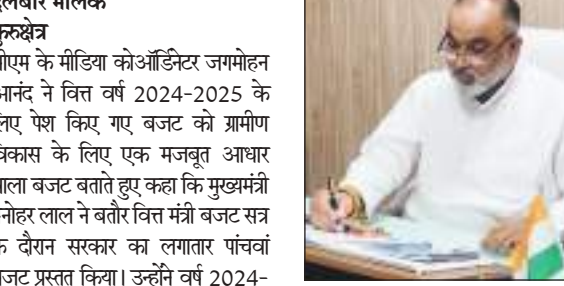 मलिक
कुरुक्षेत्र
के मीडिया कोऑर्डिनेटर जगमोहन
आनंद ने वित्त वर्ष 2024-2025 के
लिए पेश किए गए बजट को ग्रामीण
विकास के लिए एक मजबूत आधार
वाला बजट बताते हुए कहा कि मुख्यमंत्री
मनोहर लाल ने बतौर वित्त मंत्री बजट सत्र
के दौरान सरकार का लगातार पांचवां
बजट प्रस्तुत किया। उन्होंने वर्ष 2024-